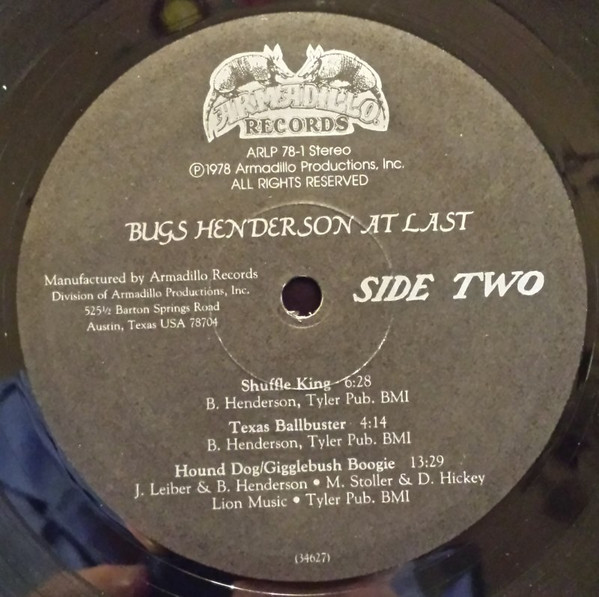 ARMADILLO
RECORDS
ARLP 78-1 Stereo
Ⓟ1978 Armadillo Productions, Inc.
ALL RIGHTS RESERVED
BUGS HENDERSON AT LAST
Manufactured by Armadillo Records
Division of Armadillo Productions, Inc.
525½ Barton Springs Road
Austin, Texas USA 78704
SIDE TWO
Shuffle King 6:28
B. Henderson, Tyler Pub. BMI
Texas Ballbuster 4:14
B. Henderson, Tyler Pub. BMI
Hound Dog/Gigglebush Boogie 13:29
J. Leiber & B. Henderson • M. Stoller & D. Hickey
Lion Music • Tyler Pub. BMI
(34627)